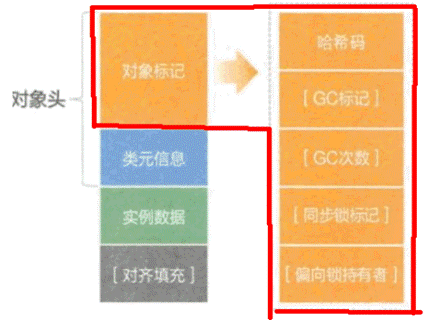 对象头
对象标记
类元信息
实例数据
[ 对齐填充 ]
哈希码
[ GC标记 ]
[ GC次数 ]
[ 同步锁标记 ]
[ 偏向锁持有者 ]